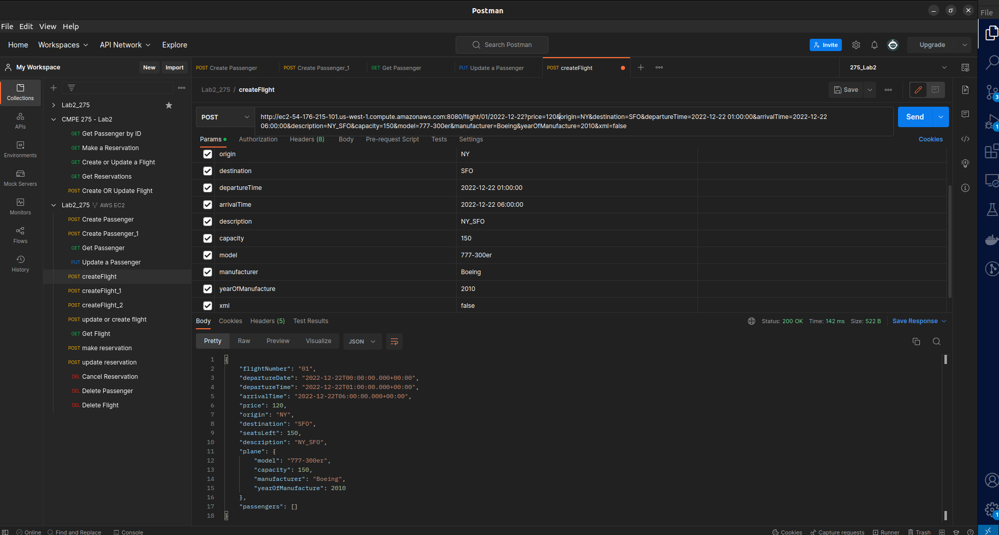 Postman
File Edit View Help
File
Home Workspaces API Network Explore
Search Postman
Invite
Upgrade
My Workspace
New Import
POST Create Passenger
POST Create Passenger_1
GET Get Passenger
PUT Update a Passenger
POST createFlight
275_Lab2
Collections
APIs
Environments
Mock Servers
Monitors
Flows
History
Lab2_275
CMPE 275 - Lab2
GET Get Passenger by ID
GET Make a Reservation
GET Create or Update a Flight
GET Get Reservations
POST Create OR Update Flight
Lab2_275 AWS EC2
POST Create Passenger
POST Create Passenger_1
GET Get Passenger
PUT Update a Passenger
POST createFlight
POST createFlight_1
POST createFlight_2
POST update or create flight
GET Get Flight
POST make reservation
POST update reservation
DEL Cancel Reservation
DEL Delete Passenger
DEL Delete Flight
Lab2_275 / createFlight
Save
POST
http://ec2-54-176-215-101.us-west-1.compute.amazonaws.com:8080/flight/01/2022-12-22?price=120&origin=NY&destination=SFO&departureTime=2022-12-22 01:00:00&arrivalTime=2022-12-22
06:00:00&description=NY_SFO&capacity=150&model=777-300er&manufacturer=Boeing&yearOfManufacture=2010&xml=false
Send
Params Authorization Headers (8) Body Pre-request Script Tests Settings
Cookies
origin NY
destination SFO
departureTime 2022-12-22 01:00:00
arrivalTime 2022-12-22 06:00:00
description NY_SFO
capacity 150
model 777-300er
manufacturer Boeing
yearOfManufacture 2010
xml false
Body Cookies Headers (5) Test Results
Status: 200 OK Time: 142 ms Size: 522 B Save Response
Pretty Raw Preview Visualize JSON
1 {
2 "flightNumber": "01",
3 "departureDate": "2022-12-22T00:00:00.000+00:00",
4 "departureTime": "2022-12-22T01:00:00.000+00:00",
5 "arrivalTime": "2022-12-22T06:00:00.000+00:00",
6 "price": 120,
7 "origin": "NY",
8 "destination": "SFO",
9 "seatsLeft": 150,
10 "description": "NY_SFO",
11 "plane": {
12 "model": "777-300er",
13 "capacity": 150,
14 "manufacturer": "Boeing",
15 "yearOfManufacture": 2010
16 },
17 "passengers": []
18 }
3
1
1
Online Find and Replace Console
Cookies Capture requests Runner Trash